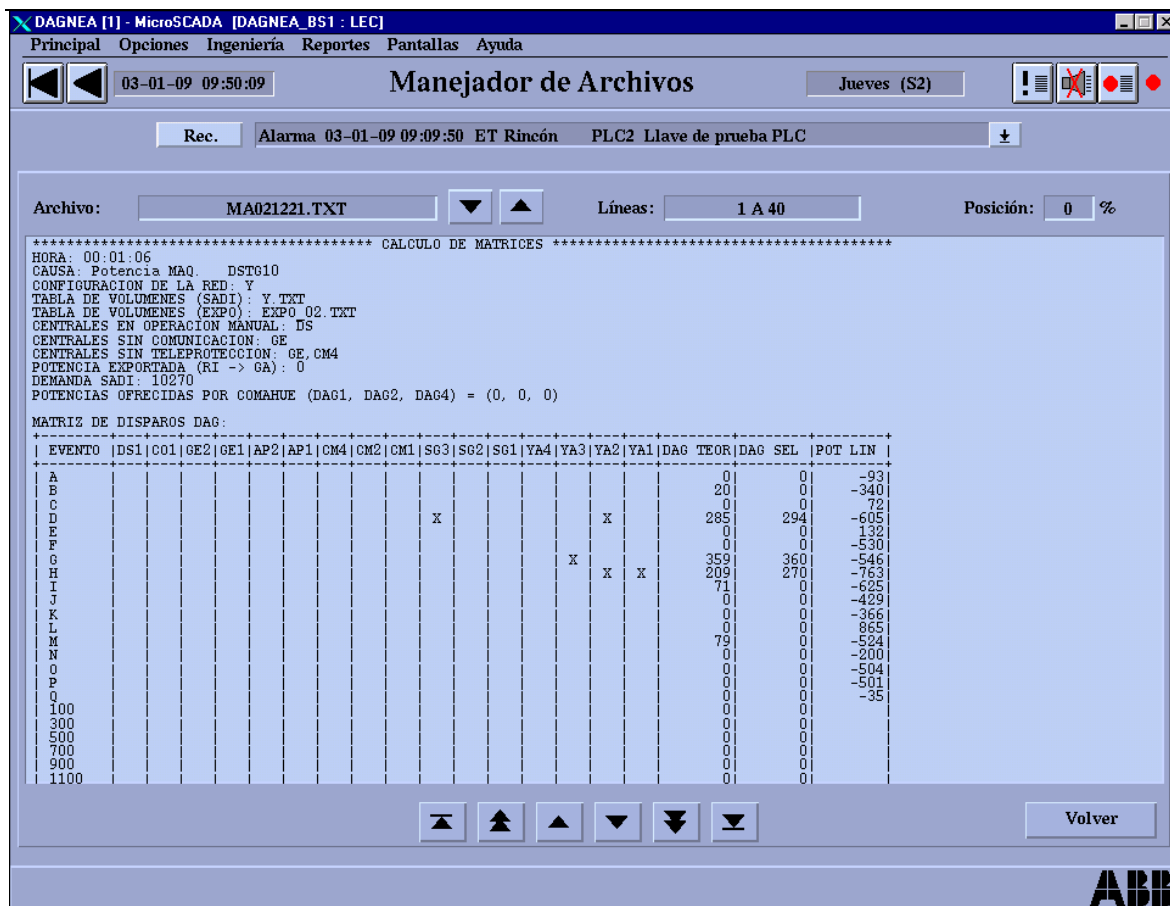 DAGNEA [1] - MicroSCADA [DAGNEA_BS1 : LEC]
Principal Opciones Ingeniería Reportes Pantallas Ayuda
03-01-09 09:50:09 Manejador de Archivos Jueves (S2)
Rec. Alarma 03-01-09 09:09:50 ET Rincón PLC2 Llave de prueba PLC
Archivo: MA021221.TXT Líneas: 1 A 40 Posición: 0 %
**************************************** CALCULO DE MATRICES ****************************************
HORA: 00:01:06
CAUSA: Potencia MAQ. DSTG10
CONFIGURACION DE LA RED: Y
TABLA DE VOLUMENES (SADI): Y.TXT
TABLA DE VOLUMENES (EXPO): EXPO_02.TXT
CENTRALES EN OPERACION MANUAL: DS
CENTRALES SIN COMUNICACION: GE
CENTRALES SIN TELEPROTECCION: GE,CM4
POTENCIA EXPORTADA (RI -> GA): 0
DEMANDA SADI: 10270
POTENCIAS OFRECIDAS POR COMAHUE (DAG1, DAG2, DAG4) = (0, 0, 0)
MATRIZ DE DISPAROS DAG:
| EVENTO |DS1|CO1|GE2|GE1|AP2|AP1|CM4|CM2|CM1|SG3|SG2|SG1|YA4|YA3|YA2|YA1|DAG TEOR|DAG SEL |POT LIN |
| A | | | | | | | | | | | | | | | | | 0| 0| -93|
| B | | | | | | | | | | | | | | | | | 20| 0| -340|
| C | | | | | | | | | | | | | | | | | 0| 0| 72|
| D | | | | | | | | | | X | | | | | X | | 285| 294| -605|
| E | | | | | | | | | | | | | | | | | 0| 0| 132|
| F | | | | | | | | | | | | | | | | | 0| 0| -530|
| G | | | | | | | | | | | | | | X | | | 359| 360| -546|
| H | | | | | | | | | | | | | | | X | X | 209| 270| -763|
| I | | | | | | | | | | | | | | | | | 71| 0| -625|
| J | | | | | | | | | | | | | | | | | 0| 0| -429|
| K | | | | | | | | | | | | | | | | | 0| 0| -366|
| L | | | | | | | | | | | | | | | | | 0| 0| 865|
| M | | | | | | | | | | | | | | | | | 79| 0| -524|
| N | | | | | | | | | | | | | | | | | 0| 0| -200|
| O | | | | | | | | | | | | | | | | | 0| 0| -504|
| P | | | | | | | | | | | | | | | | | 0| 0| -501|
| Q | | | | | | | | | | | | | | | | | 0| 0| -35|
| 100 | | | | | | | | | | | | | | | | | 0| 0| |
| 300 | | | | | | | | | | | | | | | | | 0| 0| |
| 500 | | | | | | | | | | | | | | | | | 0| 0| |
| 700 | | | | | | | | | | | | | | | | | 0| 0| |
| 900 | | | | | | | | | | | | | | | | | 0| 0| |
| 1100 | | | | | | | | | | | | | | | | | 0| 0| |
Volver
ABB